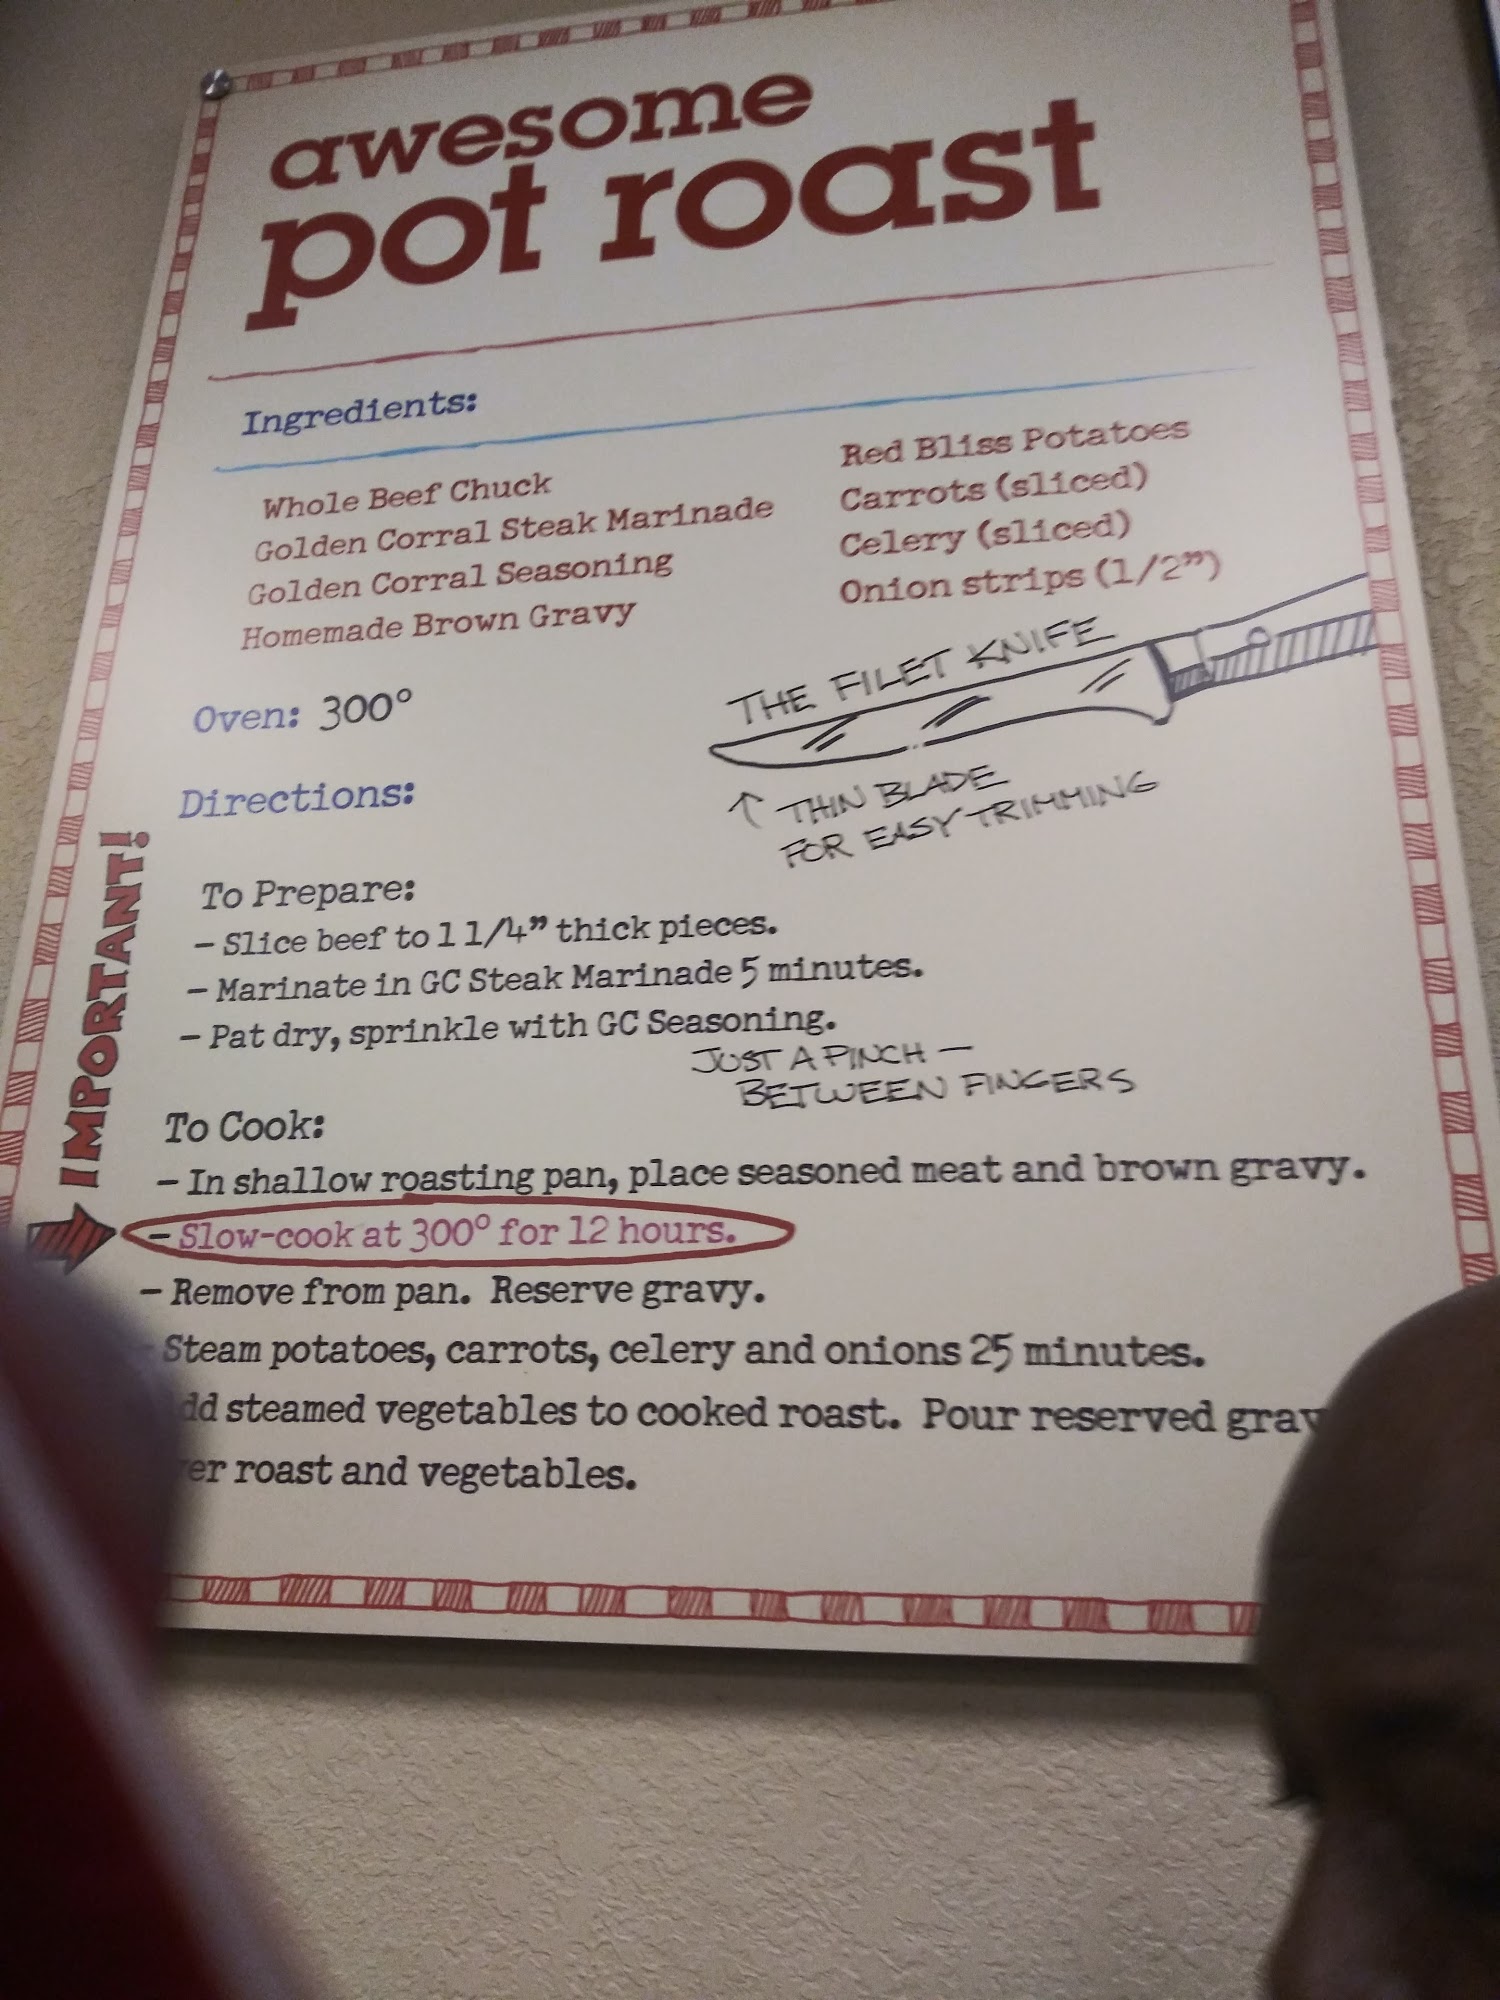 awesome
pot roast
Ingredients:
Whole Beef Chuck
Golden Corral Steak Marinade
Golden Corral Seasoning
Homemade Brown Gravy
Red Bliss Potatoes
Carrots (sliced)
Celery (sliced)
Onion strips (1/2”)
Oven: 300°
THE FILET KNIFE
↑ THIN BLADE
FOR EASY TRIMMING
Directions:
To Prepare:
– Slice beef to 1 1/4” thick pieces.
– Marinate in GC Steak Marinade 5 minutes.
– Pat dry, sprinkle with GC Seasoning.
JUST A PINCH –
BETWEEN FINGERS
IMPORTANT!
To Cook:
– In shallow roasting pan, place seasoned meat and brown gravy.
– Slow-cook at 300° for 12 hours.
– Remove from pan. Reserve gravy.
– Steam potatoes, carrots, celery and onions 25 minutes.
dd steamed vegetables to cooked roast. Pour reserved grav
er roast and vegetables.